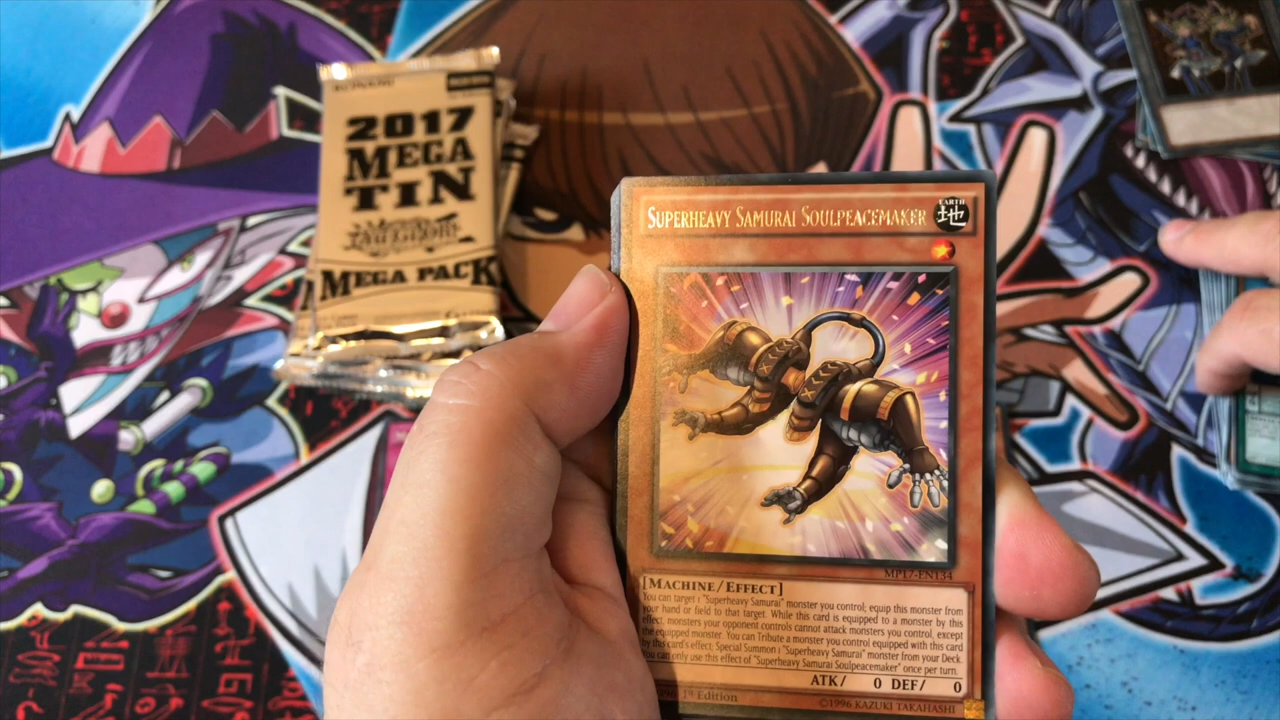 KONAMI
2017
MEGA
TIN
MEGA PACK
SUPERHEAVY SAMURAI SOULPEACEMAKER
EARTH
地
MP17-EN134
[MACHINE/EFFECT]
You can target 1 "Superheavy Samurai" monster you control; equip this monster from
your hand or field to that target. While this card is equipped to a monster by this
effect, monsters your opponent controls cannot attack monsters you control, except
the equipped monster. You can Tribute a monster you control equipped with this card
by this card's effect; Special Summon 1 "Superheavy Samurai" monster from your Deck.
You can only use this effect of "Superheavy Samurai Soulpeacemaker" once per turn.
ATK/ 0 DEF/ 0
1st Edition
©1996 KAZUKI TAKAHASHI